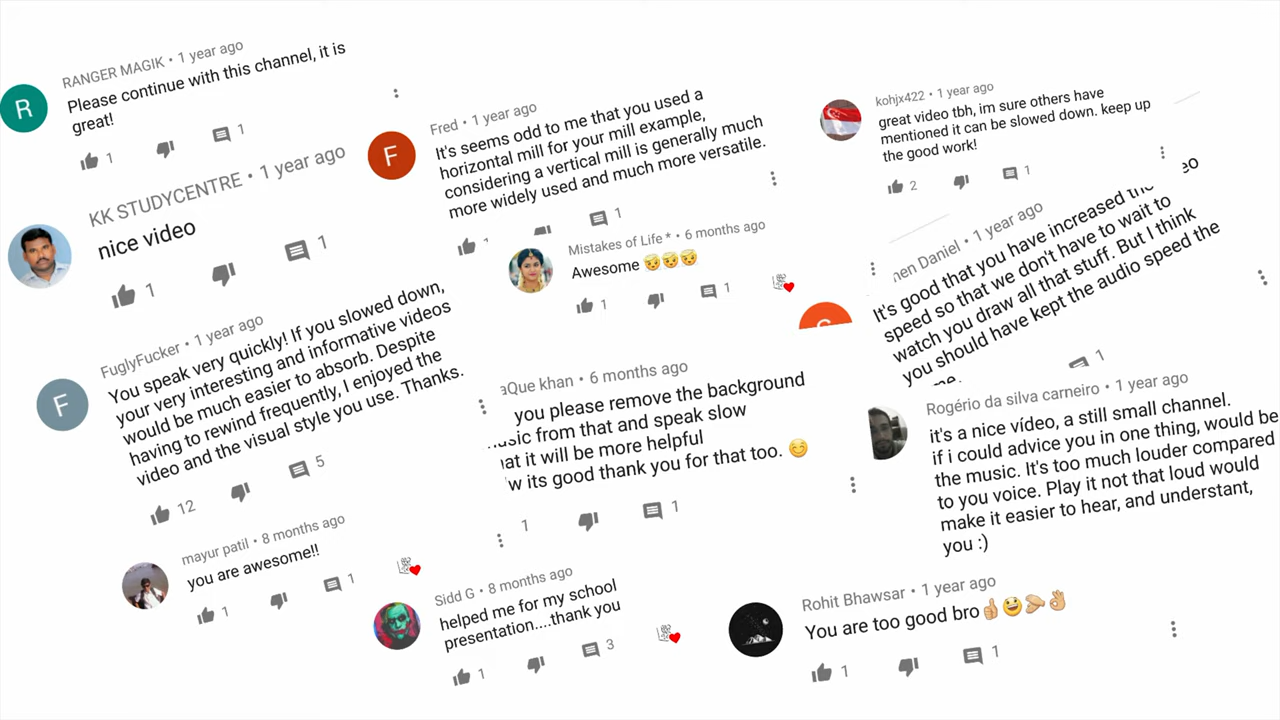 RANGER MAGIK • 1 year ago
Please continue with this channel, it is
great!
R
1
1
KK STUDYCENTRE • 1 year ago
nice video
1
1
Fred • 1 year ago
It's seems odd to me that you used a
horizontal mill for your mill example,
considering a vertical mill is generally much
more widely used and much more versatile.
F
1
kohjx422 • 1 year ago
great video tbh, im sure others have
mentioned it can be slowed down. keep up
the good work!
2
1
Mistakes of Life * • 6 months ago
Awesome 😇😇😇
1
1
Daniel • 1 year ago
It's good that you have increased
speed so that we don't have to wait to
watch you draw all that stuff. But I think
you should have kept the audio speed the
1
FuglyFucker • 1 year ago
You speak very quickly! If you slowed down,
your very interesting and informative videos
would be much easier to absorb. Despite
having to rewind frequently, I enjoyed the
video and the visual style you use. Thanks.
F
12
5
khan • 6 months ago
you please remove the background
from that and speak slow
it will be more helpful
its good thank you for that too. 😊
1
1
Rogério da silva carneiro • 1 year ago
it's a nice vídeo, a still small channel.
if i could advice you in one thing, would be
the music. It's too much louder compared
to you voice. Play it not that loud would
make it easier to hear, and understant,
you :)
mayur patil • 8 months ago
you are awesome!!
1
1
Sidd G • 8 months ago
helped me for my school
presentation....thank you
1
3
Rohit Bhawsar • 1 year ago
You are too good bro👍😃🤛👌
1
1